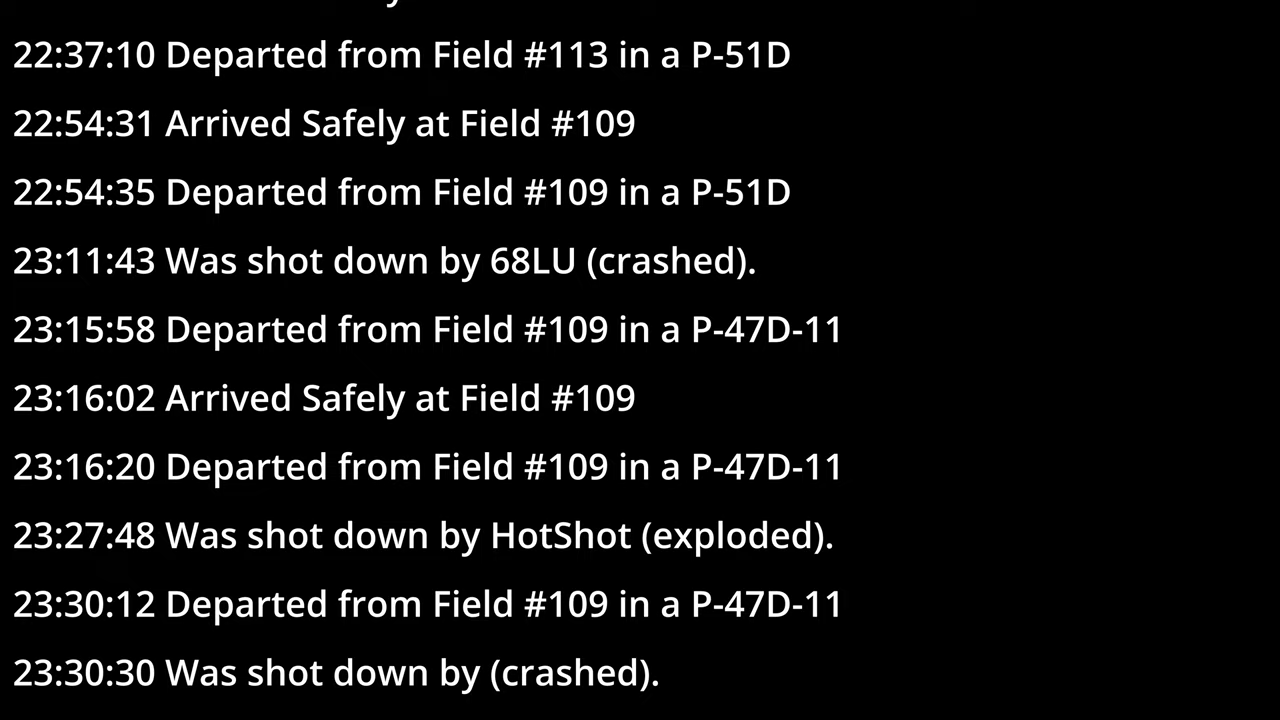 22:37:10 Departed from Field #113 in a P-51D
22:54:31 Arrived Safely at Field #109
22:54:35 Departed from Field #109 in a P-51D
23:11:43 Was shot down by 68LU (crashed).
23:15:58 Departed from Field #109 in a P-47D-11
23:16:02 Arrived Safely at Field #109
23:16:20 Departed from Field #109 in a P-47D-11
23:27:48 Was shot down by HotShot (exploded).
23:30:12 Departed from Field #109 in a P-47D-11
23:30:30 Was shot down by (crashed).